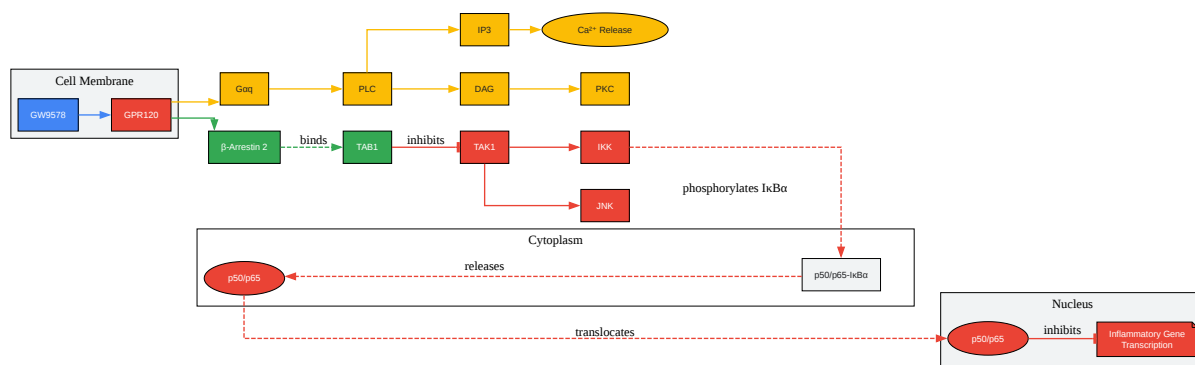 IP3
Ca²⁺ Release
Cell Membrane
GW9578
GPR120
Gαq
PLC
DAG
PKC
β-Arrestin 2
binds
TAB1
inhibits
TAK1
IKK
phosphorylates IκBα
JNK
Cytoplasm
p50/p65
releases
p50/p65-IκBα
translocates
Nucleus
p50/p65
inhibits
Inflammatory Gene
Transcription